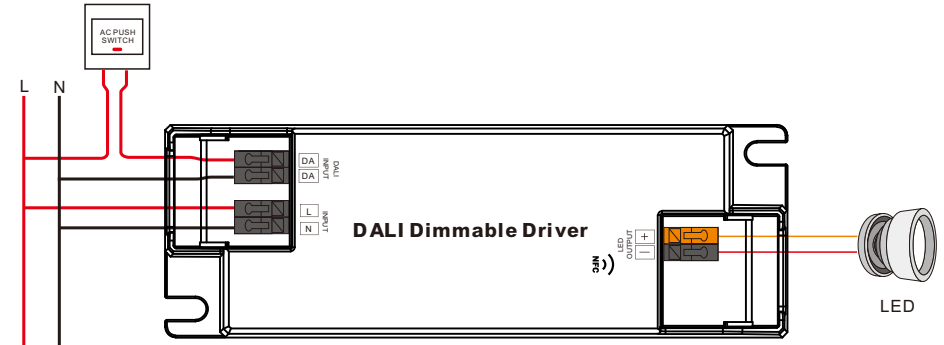 AC PUSH
SWITCH
L N
DA
DA
DALI
INPUT
L
N
INPUT
DALI Dimmable Driver
NFC
LED
OUTPUT
+
—
LED